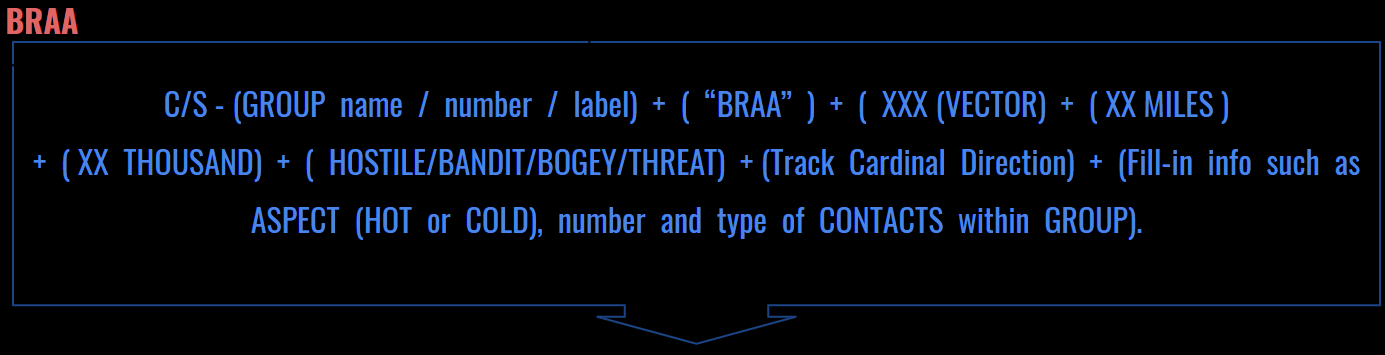 BRAA
C/S - (GROUP name / number / label) + ( “BRAA” ) + ( XXX (VECTOR) + ( XX MILES )
+ ( XX THOUSAND) + ( HOSTILE/BANDIT/BOGEY/THREAT) + (Track Cardinal Direction) + (Fill-in info such as
ASPECT (HOT or COLD), number and type of CONTACTS within GROUP).